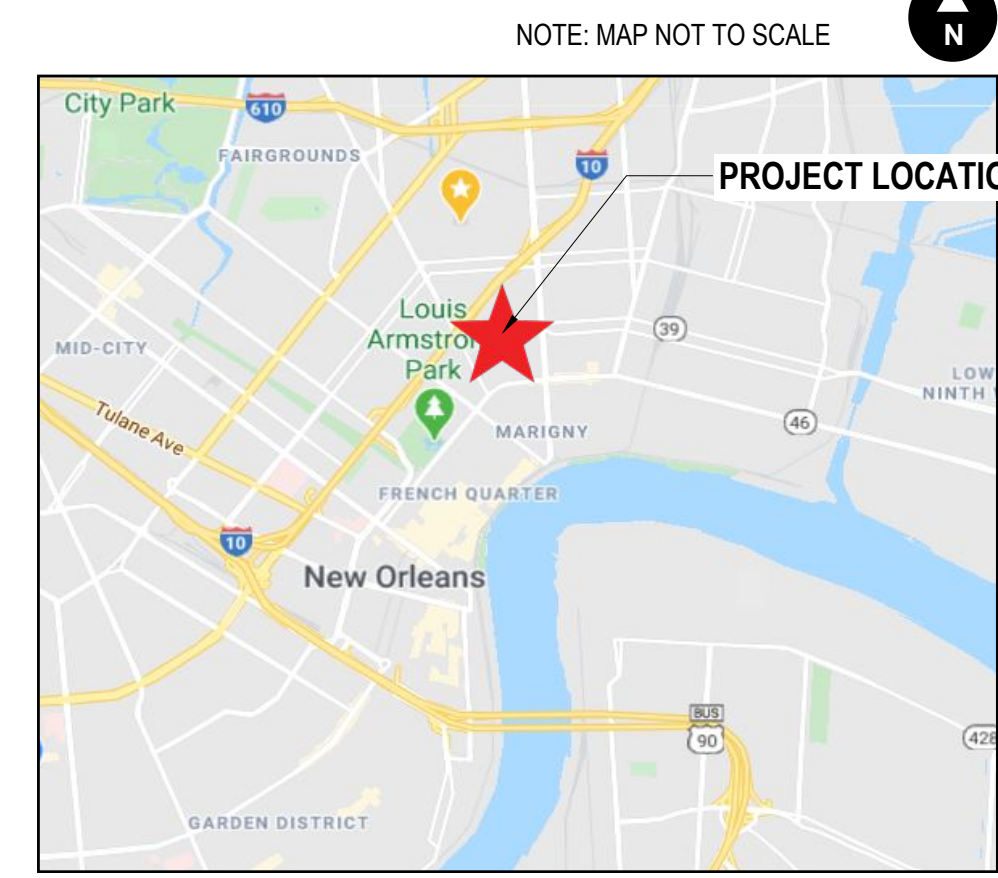 NOTE: MAP NOT TO SCALE
N
City Park
610
FAIRGROUNDS
10
PROJECT LOCATIO
Louis
Armstro
Park
39
MID-CITY
LOW
NINTH
Tulane Ave
46
MARIGNY
FRENCH QUARTER
10
New Orleans
BUS
90
428
GARDEN DISTRICT